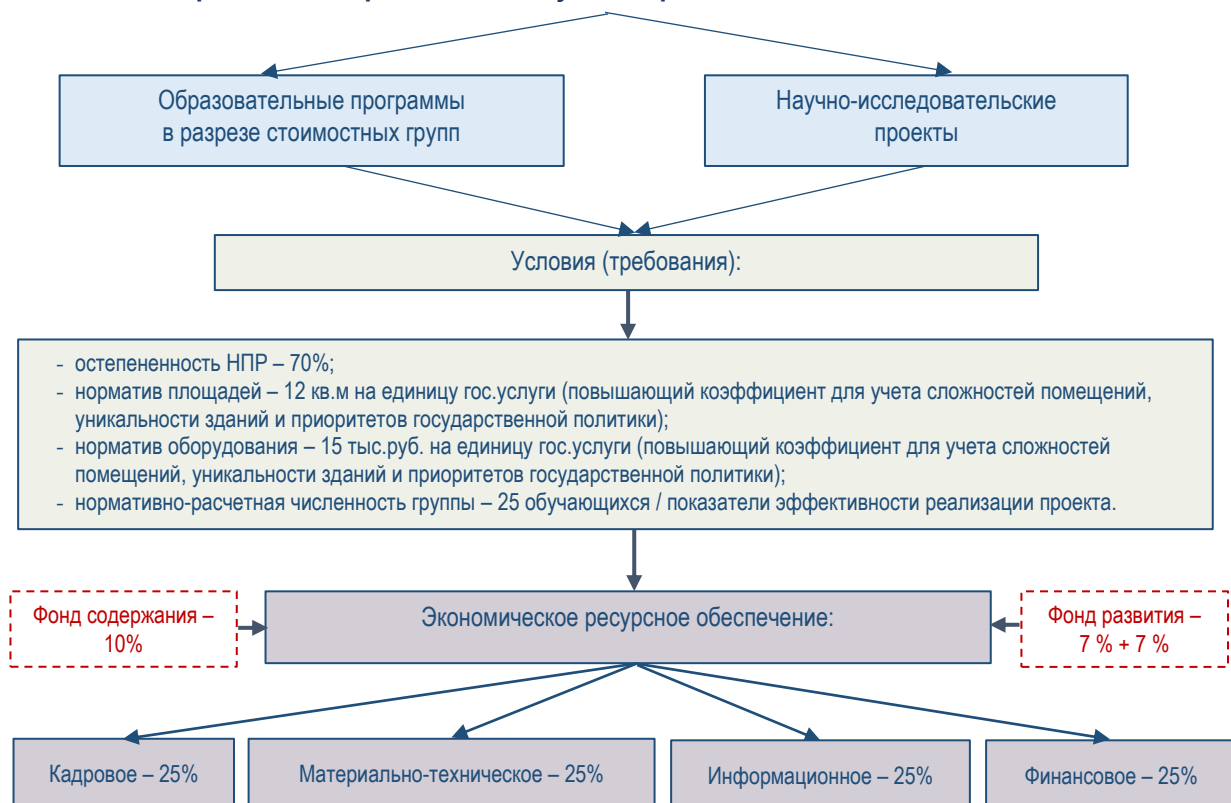 Образовательные программы
в разрезе стоимостных групп
Научно-исследовательские
проекты
Условия (требования):
- остепененность НПР – 70%;
- норматив площадей – 12 кв.м на единицу гос.услуги (повышающий коэффициент для учета сложностей помещений,
уникальности зданий и приоритетов государственной политики);
- норматив оборудования – 15 тыс.руб. на единицу гос.услуги (повышающий коэффициент для учета сложностей
помещений, уникальности зданий и приоритетов государственной политики);
- нормативно-расчетная численность группы – 25 обучающихся / показатели эффективности реализации проекта.
Фонд содержания –
10%
Экономическое ресурсное обеспечение:
Фонд развития –
7 % + 7 %
Кадровое – 25%
Материально-техническое – 25%
Информационное – 25%
Финансовое – 25%